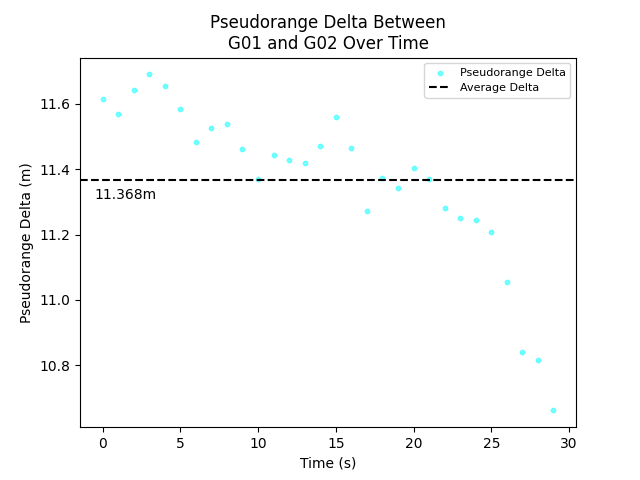 Pseudorange Delta Between
G01 and G02 Over Time
Pseudorange Delta
Average Delta
11.6
11.4
11.368m
11.2
11.0
10.8
Pseudorange Delta (m)
0 5 10 15 20 25 30
Time (s)